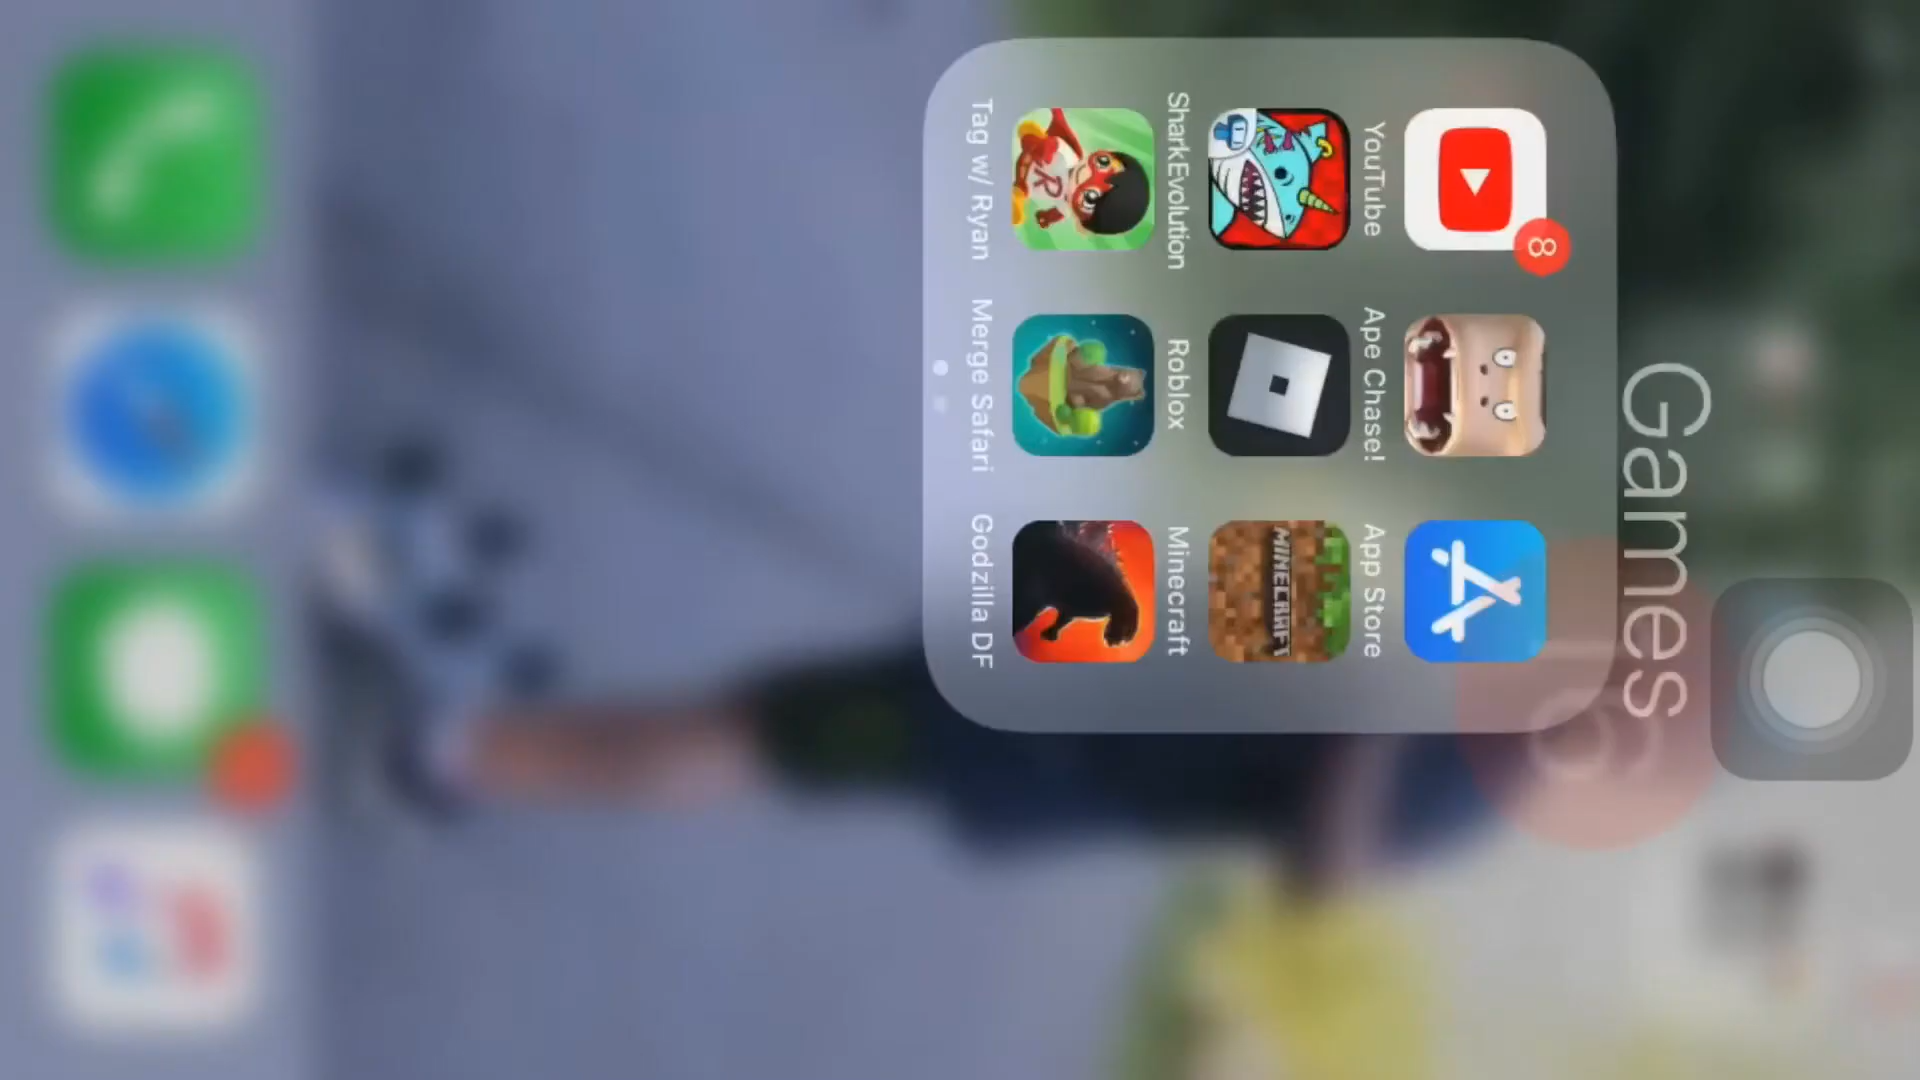 Games
8
YouTube
Ape Chase!
App Store
MINECRAFT
SharkEvolution
Roblox
Minecraft
R
Tag w/ Ryan
Merge Safari
Godzilla DF